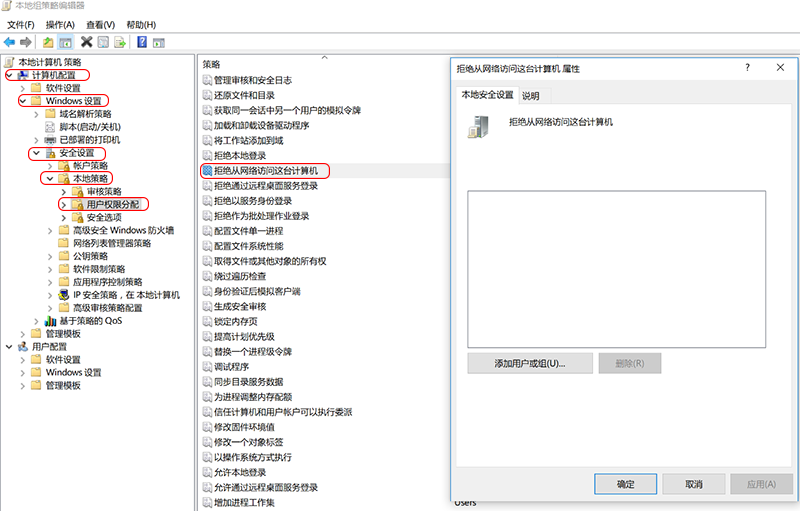 本地组策略编辑器
文件(F) 操作(A) 查看(V) 帮助(H)
本地计算机 策略
计算机配置
软件设置
Windows 设置
域名解析策略
脚本(启动/关机)
已部署的打印机
安全设置
帐户策略
本地策略
审核策略
用户权限分配
安全选项
高级安全 Windows 防火墙
网络列表管理器策略
公钥策略
软件限制策略
应用程序控制策略
IP 安全策略，在 本地计算机
高级审核策略配置
基于策略的 QoS
管理模板
用户配置
软件设置
Windows 设置
管理模板
策略
管理审核和安全日志
还原文件和目录
获取同一会话中另一个用户的模拟令牌
加载和卸载设备驱动程序
将工作站添加到域
拒绝本地登录
拒绝从网络访问这台计算机
拒绝通过远程桌面服务登录
拒绝以服务身份登录
拒绝作为批处理作业登录
配置文件单一进程
配置文件系统性能
取得文件或其他对象的所有权
绕过遍历检查
身份验证后模拟客户端
生成安全审核
锁定内存页
提高计划优先级
替换一个进程级令牌
调试程序
同步目录服务数据
为进程调整内存配额
信任计算机和用户帐户可以执行委派
修改固件环境值
修改一个对象标签
以操作系统方式执行
允许本地登录
允许通过远程桌面服务登录
增加进程工作集
拒绝从网络访问这台计算机 属性 ?
本地安全设置 说明
拒绝从网络访问这台计算机
添加用户或组(U)... 删除(R)
确定 取消 应用(A)
Users